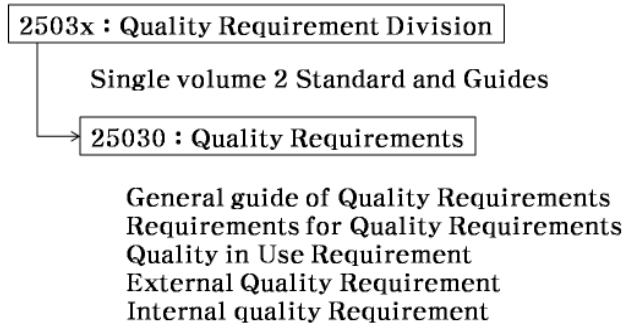 2503x : Quality Requirement Division
Single volume 2 Standard and Guides
25030 : Quality Requirements
General guide of Quality Requirements
Requirements for Quality Requirements
Quality in Use Requirement
External Quality Requirement
Internal quality Requirement